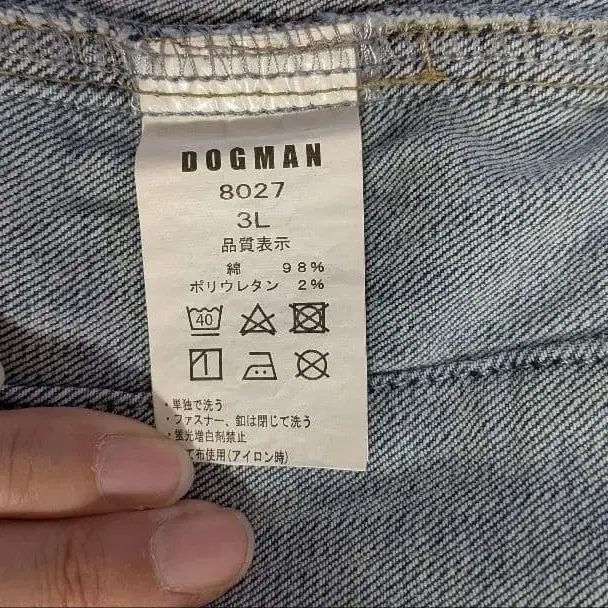 DOGMAN
8027
3L
品質表示
綿 98%
ポリウレタン 2%
40
・単独で洗う
・ファスナー、釦は閉じて洗う
・蛍光増白剤禁止
て布使用(アイロン時)